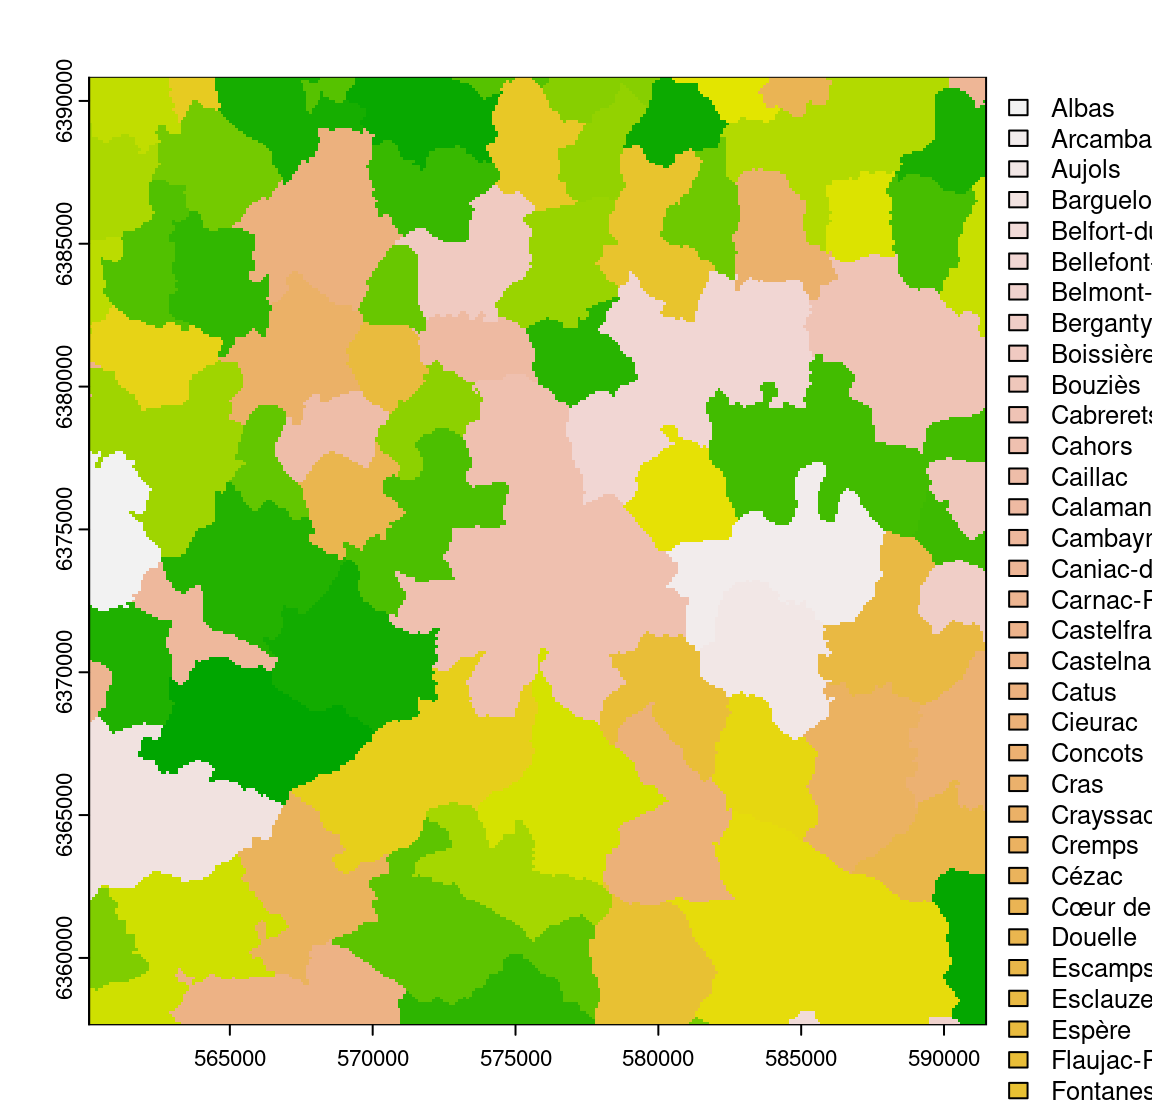 6390000
6385000
6380000
6375000
6370000
6365000
6360000
565000 570000 575000 580000 585000 590000
Albas
Arcamba
Aujols
Barguelo
Belfort-du
Bellefont-
Belmont-
Berganty
Boissière
Bouziès
Cabrerets
Cahors
Caillac
Calaman
Cambayr
Caniac-d
Carnac-R
Castelfra
Castelna
Catus
Cieurac
Concots
Cras
Crayssac
Cremps
Cézac
Cœur de
Douelle
Escamps
Esclauze
Espère
Flaujac-P
Fontanes